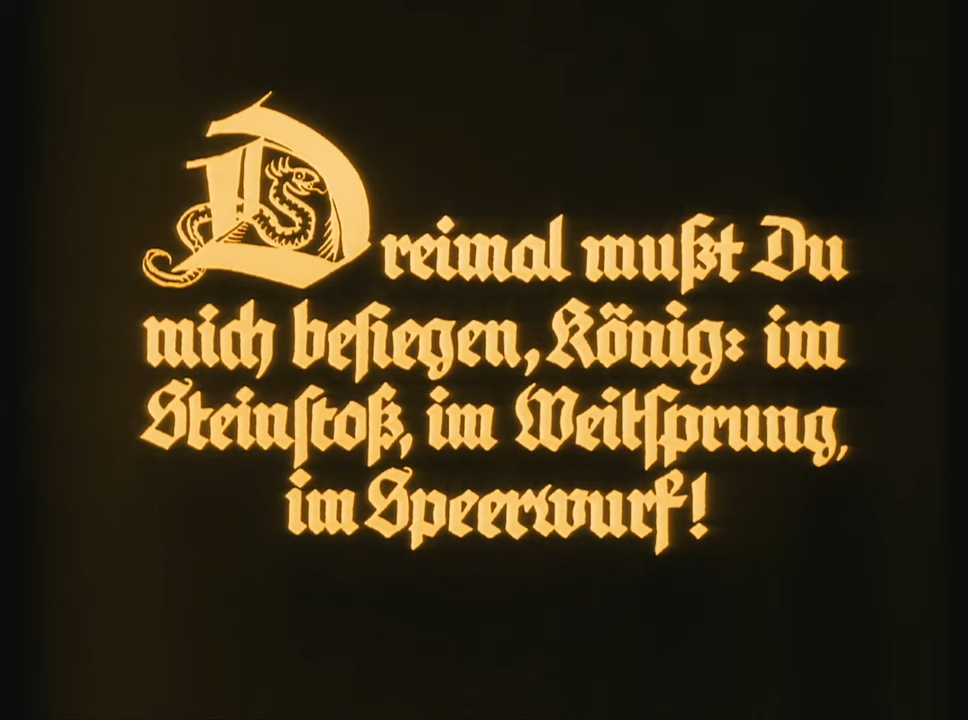 Dreimal mußt Du
mich besiegen, König: im
Steinstoß, im Weitsprung,
im Speerwurf!